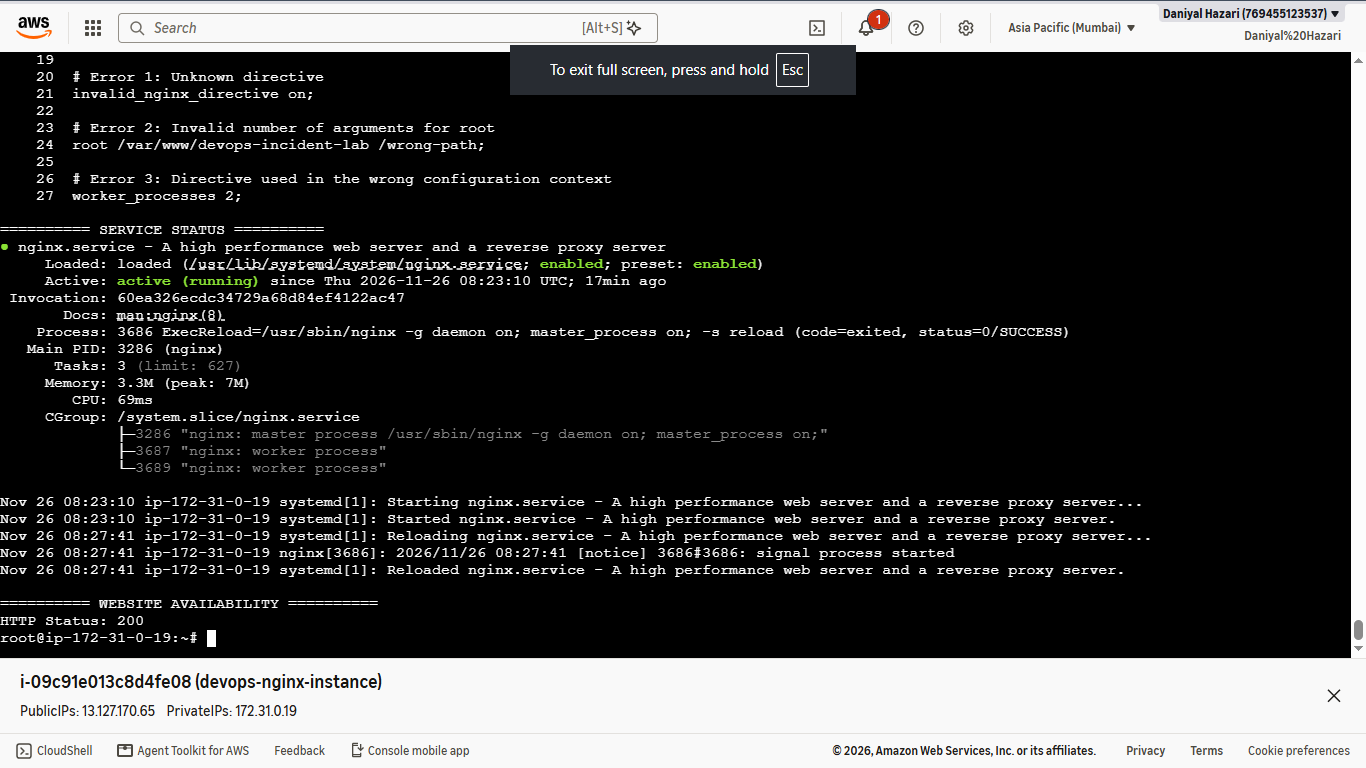 aws
Search [Alt+S]
1
Asia Pacific (Mumbai)
Daniyal Hazari (769455123537)
Daniyal%20Hazari
To exit full screen, press and hold Esc
19
20 # Error 1: Unknown directive
21 invalid_nginx_directive on;
22
23 # Error 2: Invalid number of arguments for root
24 root /var/www/devops-incident-lab /wrong-path;
25
26 # Error 3: Directive used in the wrong configuration context
27 worker_processes 2;
========== SERVICE STATUS ==========
● nginx.service - A high performance web server and a reverse proxy server
Loaded: loaded (/usr/lib/systemd/system/nginx.service; enabled; preset: enabled)
Active: active (running) since Thu 2026-11-26 08:23:10 UTC; 17min ago
Invocation: 60ea326ecdc34729a68d84ef4122ac47
Docs: man:nginx(8)
Process: 3686 ExecReload=/usr/sbin/nginx -g daemon on; master_process on; -s reload (code=exited, status=0/SUCCESS)
Main PID: 3286 (nginx)
Tasks: 3 (limit: 627)
Memory: 3.3M (peak: 7M)
CPU: 69ms
CGroup: /system.slice/nginx.service
├─3286 "nginx: master process /usr/sbin/nginx -g daemon on; master_process on;"
├─3687 "nginx: worker process"
└─3689 "nginx: worker process"
Nov 26 08:23:10 ip-172-31-0-19 systemd[1]: Starting nginx.service - A high performance web server and a reverse proxy server...
Nov 26 08:23:10 ip-172-31-0-19 systemd[1]: Started nginx.service - A high performance web server and a reverse proxy server.
Nov 26 08:27:41 ip-172-31-0-19 systemd[1]: Reloading nginx.service - A high performance web server and a reverse proxy server...
Nov 26 08:27:41 ip-172-31-0-19 nginx[3686]: 2026/11/26 08:27:41 [notice] 3686#3686: signal process started
Nov 26 08:27:41 ip-172-31-0-19 systemd[1]: Reloaded nginx.service - A high performance web server and a reverse proxy server.
========== WEBSITE AVAILABILITY ==========
HTTP Status: 200
root@ip-172-31-0-19:~#
i-09c91e013c8d4fe08 (devops-nginx-instance)
PublicIPs: 13.127.170.65 PrivateIPs: 172.31.0.19
CloudShell Agent Toolkit for AWS Feedback Console mobile app © 2026, Amazon Web Services, Inc. or its affiliates. Privacy Terms Cookie preferences